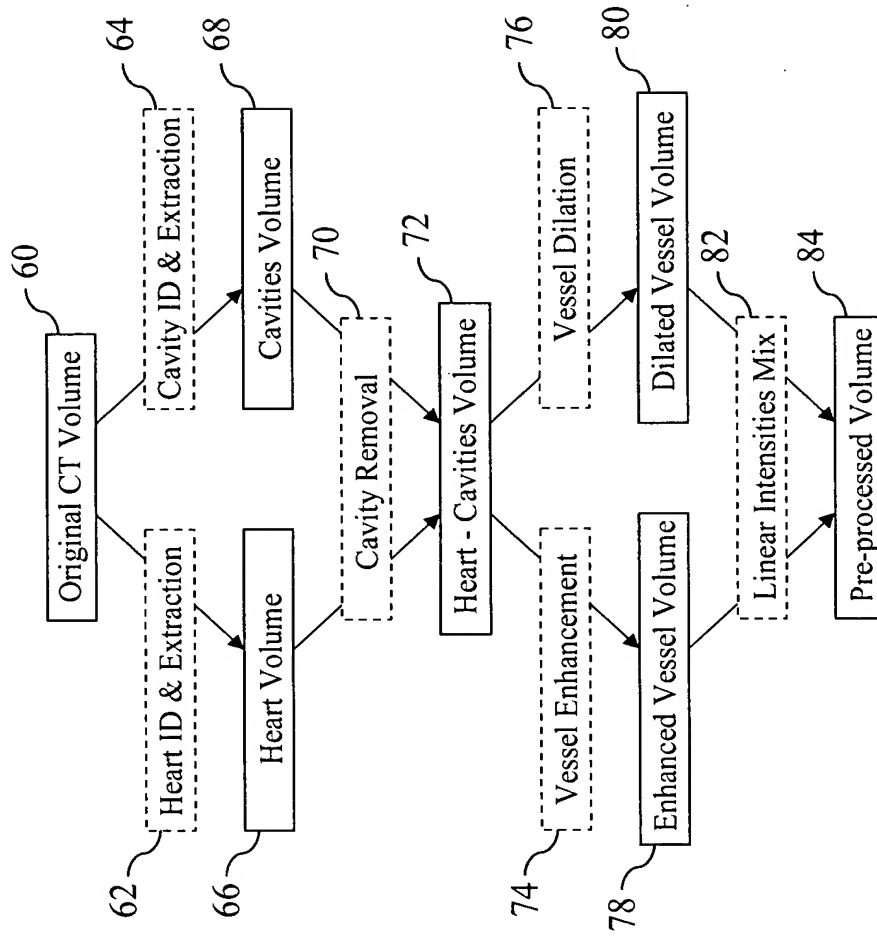 60
Original CT Volume
62
Heart ID & Extraction
64
Cavity ID & Extraction
66
Heart Volume
68
Cavities Volume
70
Cavity Removal
72
Heart - Cavities Volume
74
Vessel Enhancement
76
Vessel Dilation
78
Enhanced Vessel Volume
80
Dilated Vessel Volume
82
Linear Intensities Mix
84
Pre-processed Volume